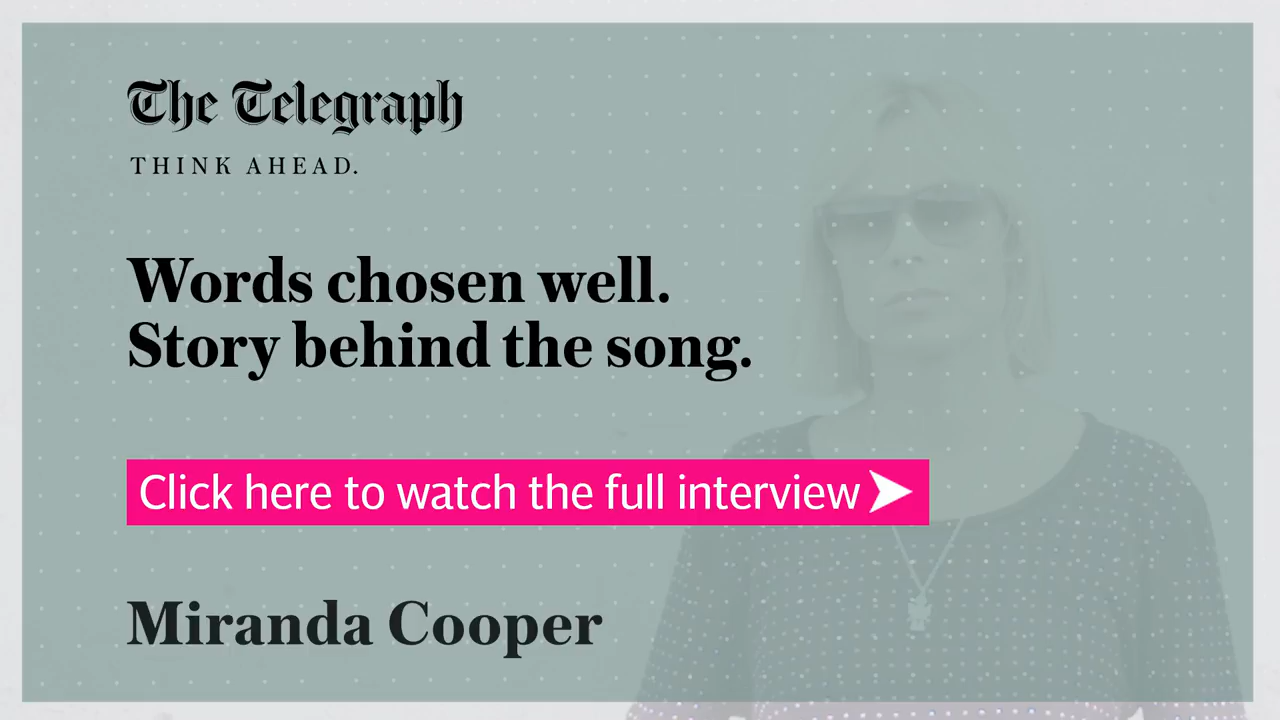 The Telegraph
THINK AHEAD.
Words chosen well.
Story behind the song.
Click here to watch the full interview
Miranda Cooper